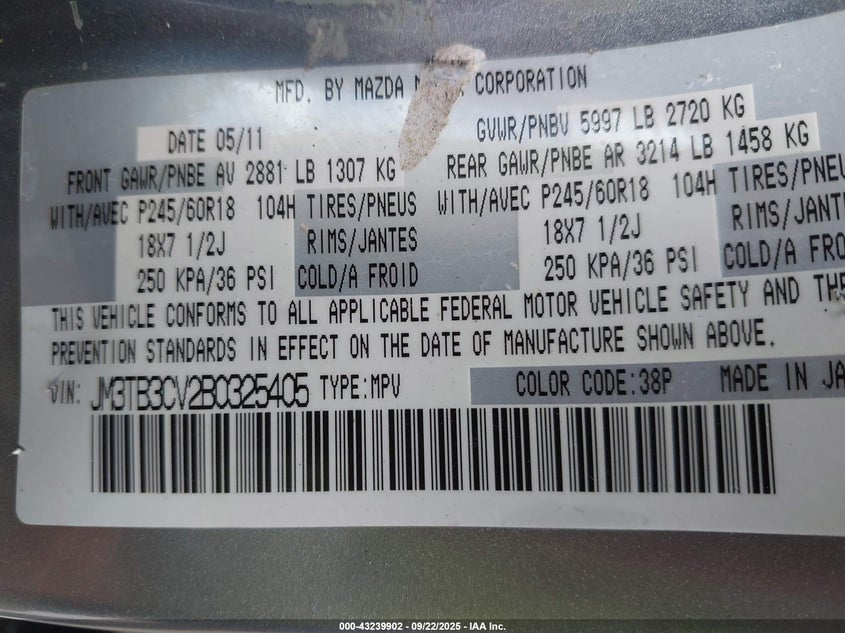 MFD. BY MAZDA CORPORATION
DATE 05/11 GVWR/PNBV 5997 LB 2720 KG
FRONT GAWR/PNBE AV 2881 LB 1307 KG REAR GAWR/PNBE AR 3214 LB 1458 KG
WITH/AVEC P245/60R18 104H TIRES/PNEUS WITH/AVEC P245/60R18 104H TIRES/PNEU
18X7 1/2J RIMS/JANTES 18X7 1/2J RIMS/JANT
250 KPA/36 PSI COLD/A FROID 250 KPA/36 PSI COLD/A FRO
THIS VEHICLE CONFORMS TO ALL APPLICABLE FEDERAL MOTOR VEHICLE SAFETY AND THE
PREVENTION STANDARDS IN EFFECT ON THE DATE OF MANUFACTURE SHOWN ABOVE.
VIN: JM3TB3CV2B0325405 TYPE:MPV COLOR CODE:38P MADE IN JA
000-43239902 - 09/22/2025 - IAA Inc.